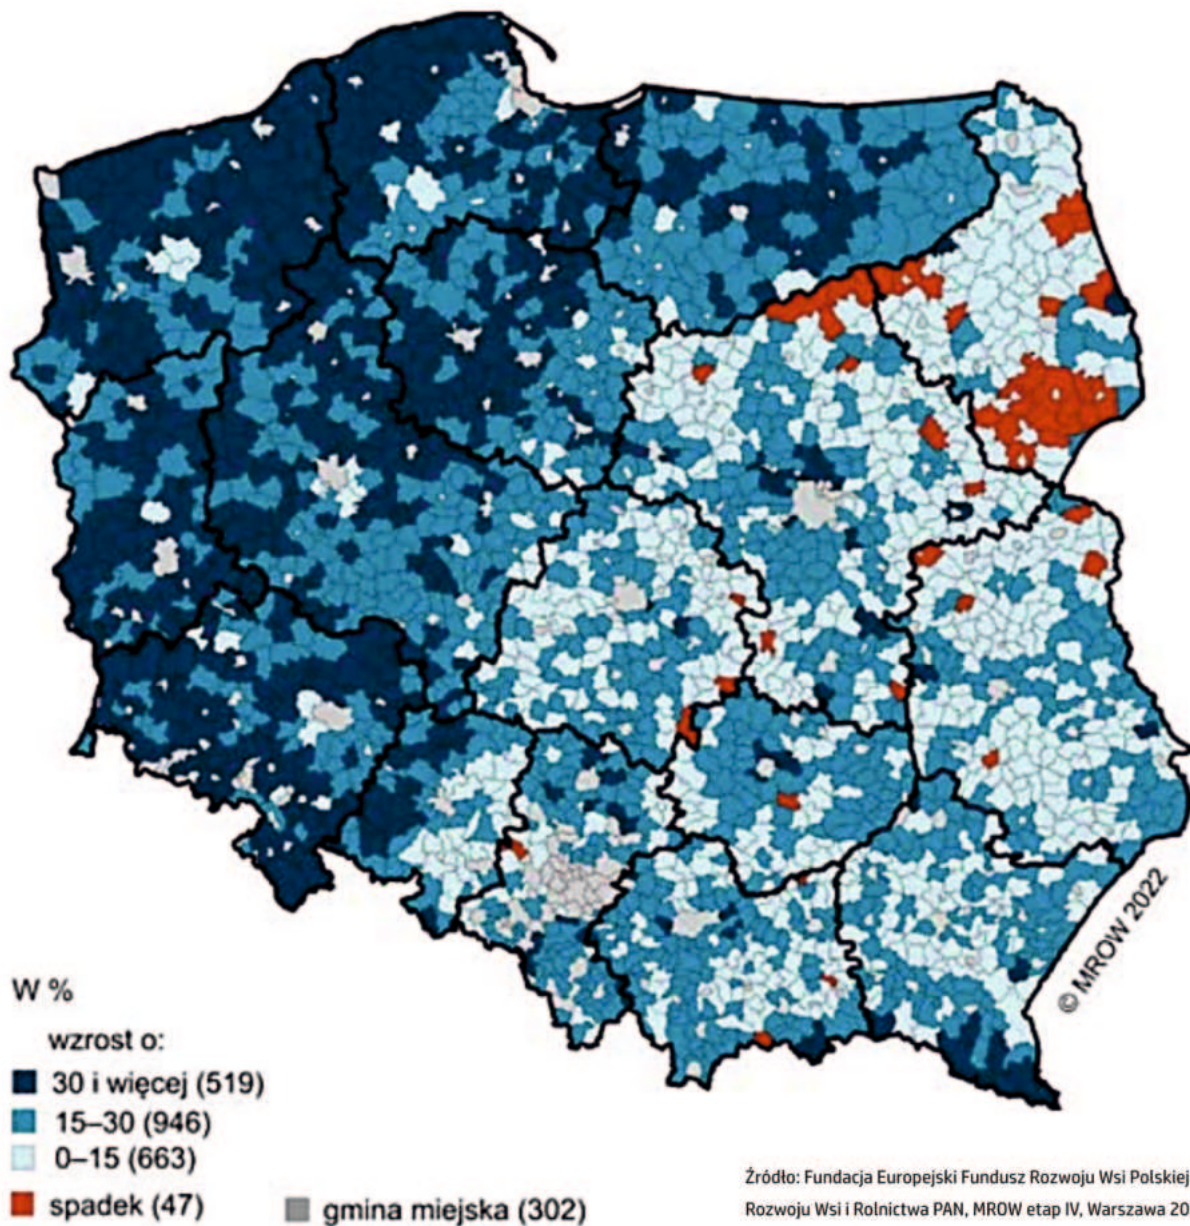 © MROW 2022
W %
wzrost o:
30 i więcej (519)
15–30 (946)
0–15 (663)
spadek (47)
gmina miejska (302)
Źródło: Fundacja Europejski Fundusz Rozwoju Wsi Polskiej
Rozwoju Wsi i Rolnictwa PAN, MROW etap IV, Warszawa 20